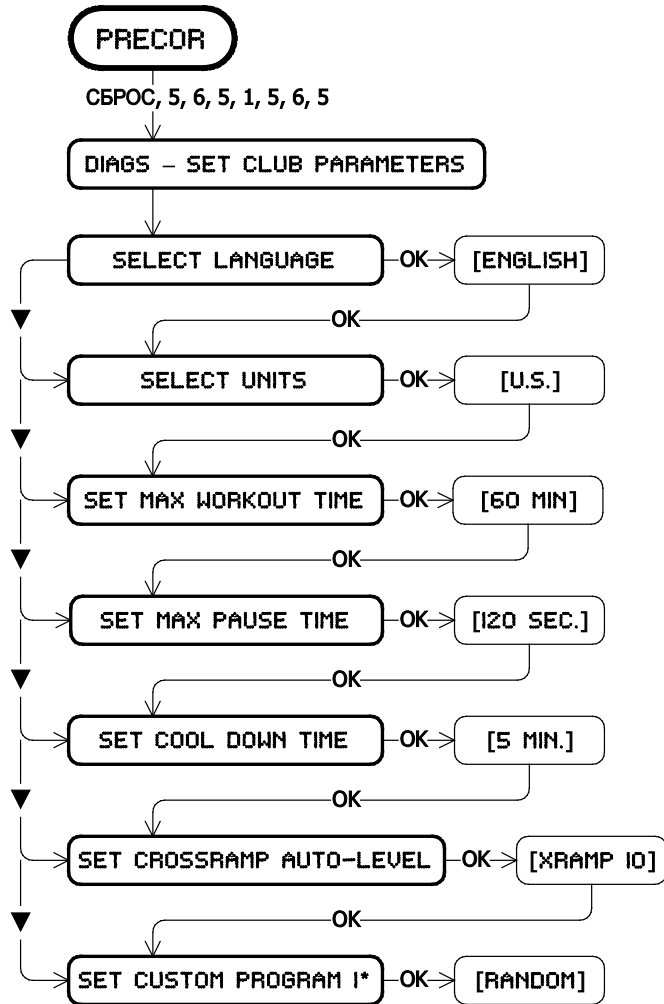 PRECOR
СБРОС, 5, 6, 5, 1, 5, 6, 5
DIAGS – SET CLUB PARAMETERS
SELECT LANGUAGE OK [ENGLISH]
▼ OK
SELECT UNITS OK [U.S.]
▼ OK
SET MAX WORKOUT TIME OK [60 MIN]
▼ OK
SET MAX PAUSE TIME OK [120 SEC.]
▼ OK
SET COOL DOWN TIME OK [5 MIN.]
▼ OK
SET CROSSRAMP AUTO-LEVEL OK [XRAMP 10]
▼ OK
SET CUSTOM PROGRAM 1* OK [RANDOM]